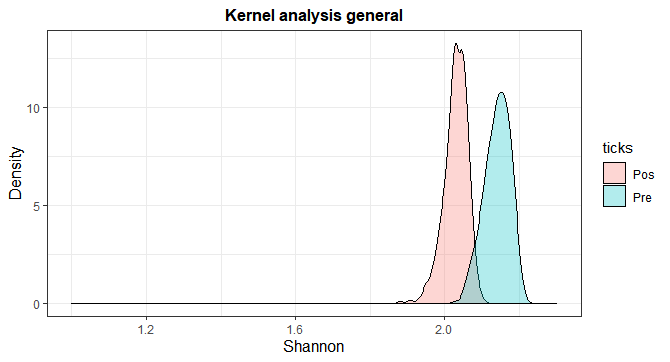 Kernel analysis general
10
5
0
Density
1.2
1.6
2.0
Shannon
ticks
Pos
Pre